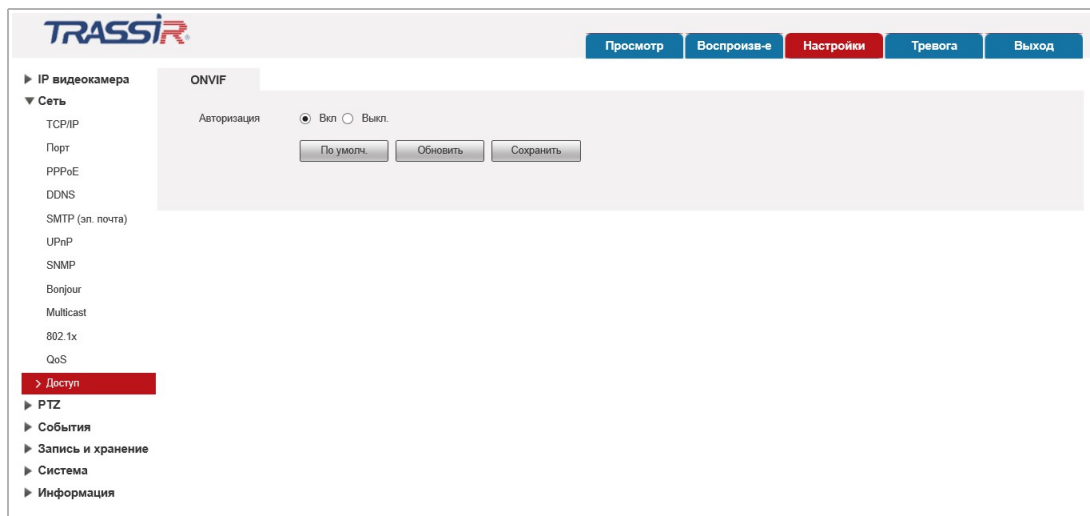 TRASSIR
Просмотр Воспроизв-е Настройки Тревога Выход
IP видеокамера
Сеть
TCP/IP
Порт
PPPoE
DDNS
SMTP (эл. почта)
UPnP
SNMP
Bonjour
Multicast
802.1x
QoS
> Доступ
PTZ
События
Запись и хранение
Система
Информация
ONVIF
Авторизация Вкл Выкл.
По умолч. Обновить Сохранить